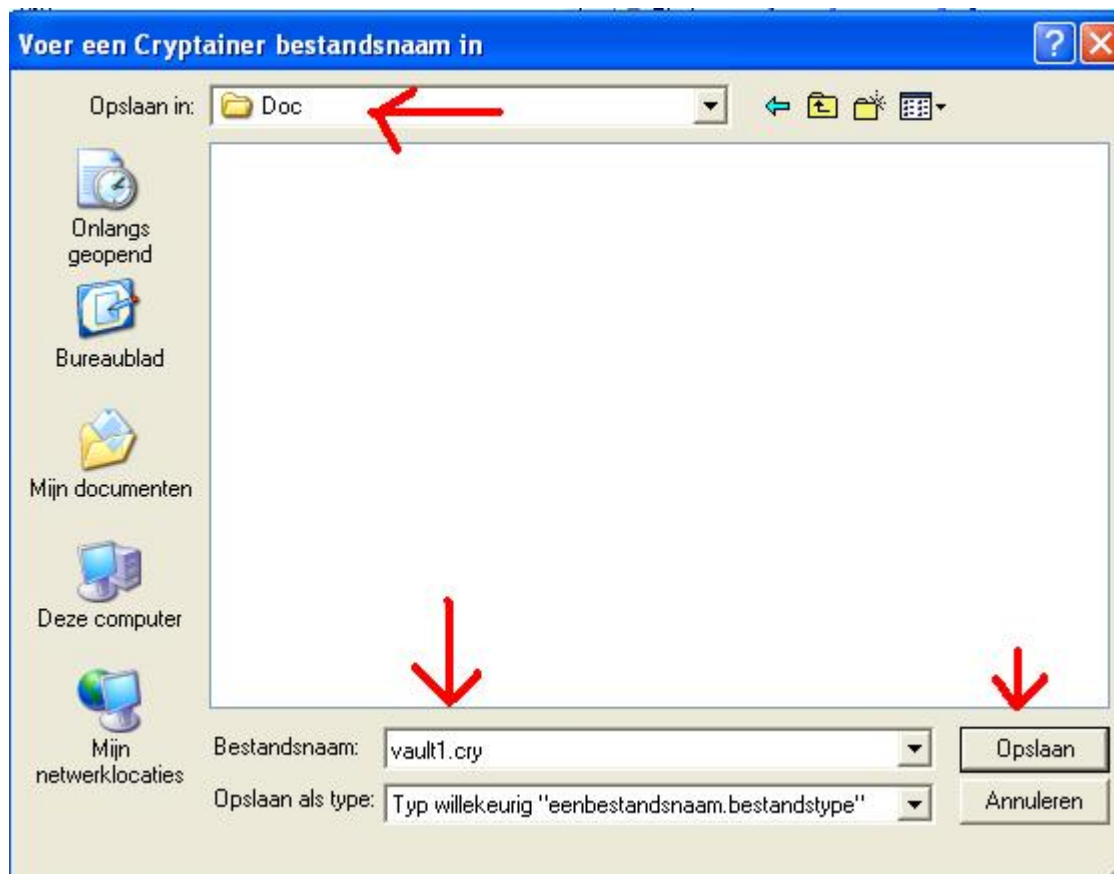 Voer een Cryptainer bestandsnaam in
Opslaan in:
Doc
Onlangs
geopend
Bureaublad
Mijn documenten
Deze computer
Mijn
netwerklocaties
Bestandsnaam:
vault1.cry
Opslaan
Opslaan als type:
Typ willekeurig "eenbestandsnaam.bestandstype"
Annuleren